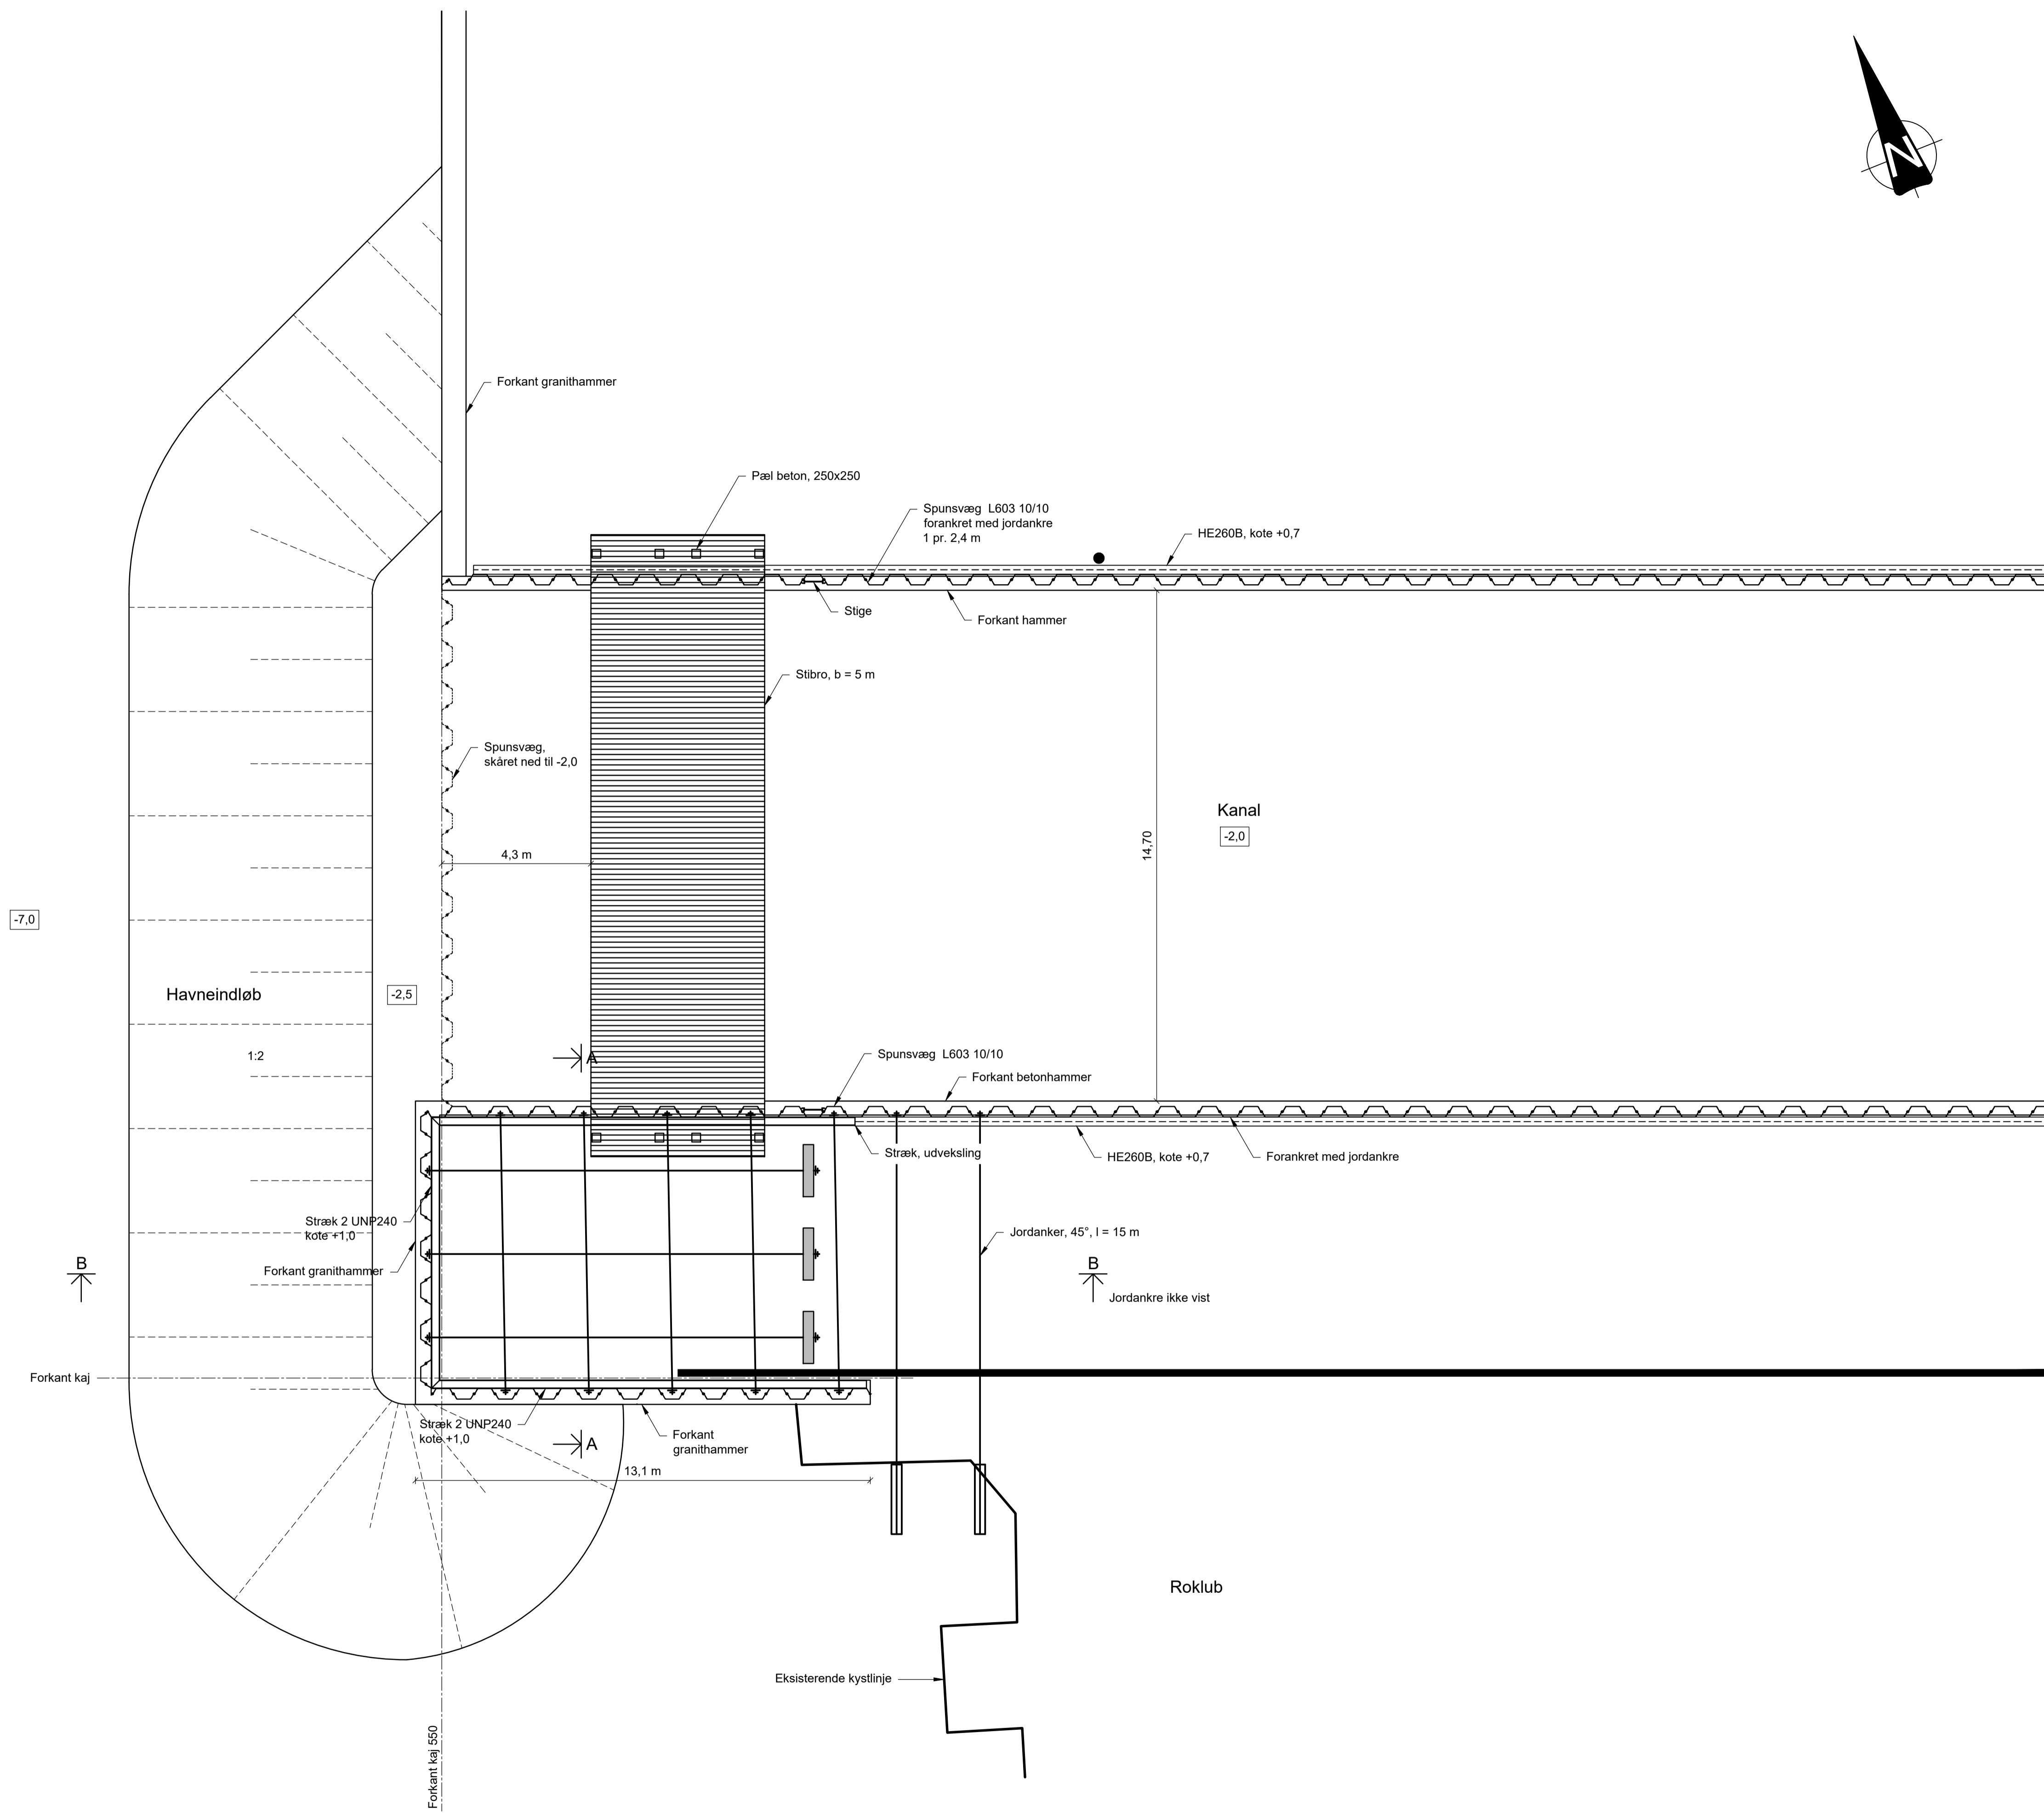 N
Forkant granithammer
Pæl beton, 250x250
Spunsvæg L603 10/10
forankret med jordankre
1 pr. 2,4 m
HE260B, kote +0,7
Stige
Forkant hammer
Stibro, b = 5 m
Spunsvæg,
skåret ned til -2,0
Kanal
-2,0
14,70
4,3 m
-7,0
Havneindløb
-2,5
1:2
A
Spunsvæg L603 10/10
Forkant betonhammer
Stræk, udveksling
HE260B, kote +0,7
Forankret med jordankre
Stræk 2 UNP240
kote +1,0
Jordanker, 45°, l = 15 m
B
Forkant granithammer
B
Jordankre ikke vist
Forkant kaj
Stræk 2 UNP240
kote +1,0
A
Forkant
granithammer
13,1 m
Roklub
Eksisterende kystlinje
Forkant kaj 550